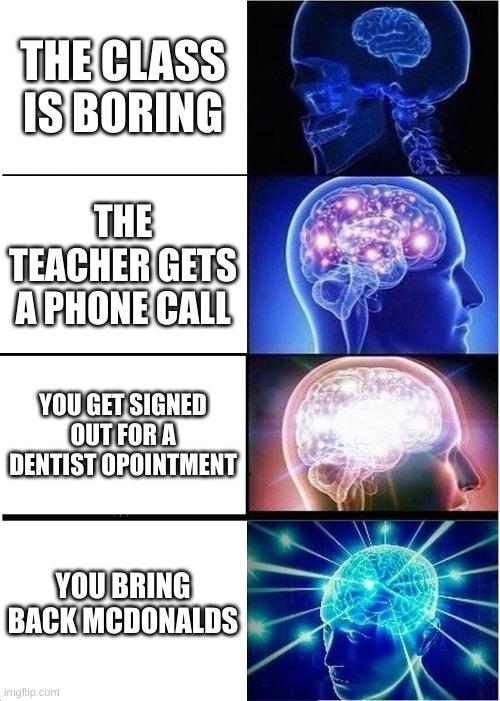 THE CLASS
IS BORING
THE
TEACHER GETS
A PHONE CALL
YOU GET SIGNED
OUT FOR A
DENTIST OPOINTMENT
YOU BRING
BACK MCDONALDS
imgflip.com